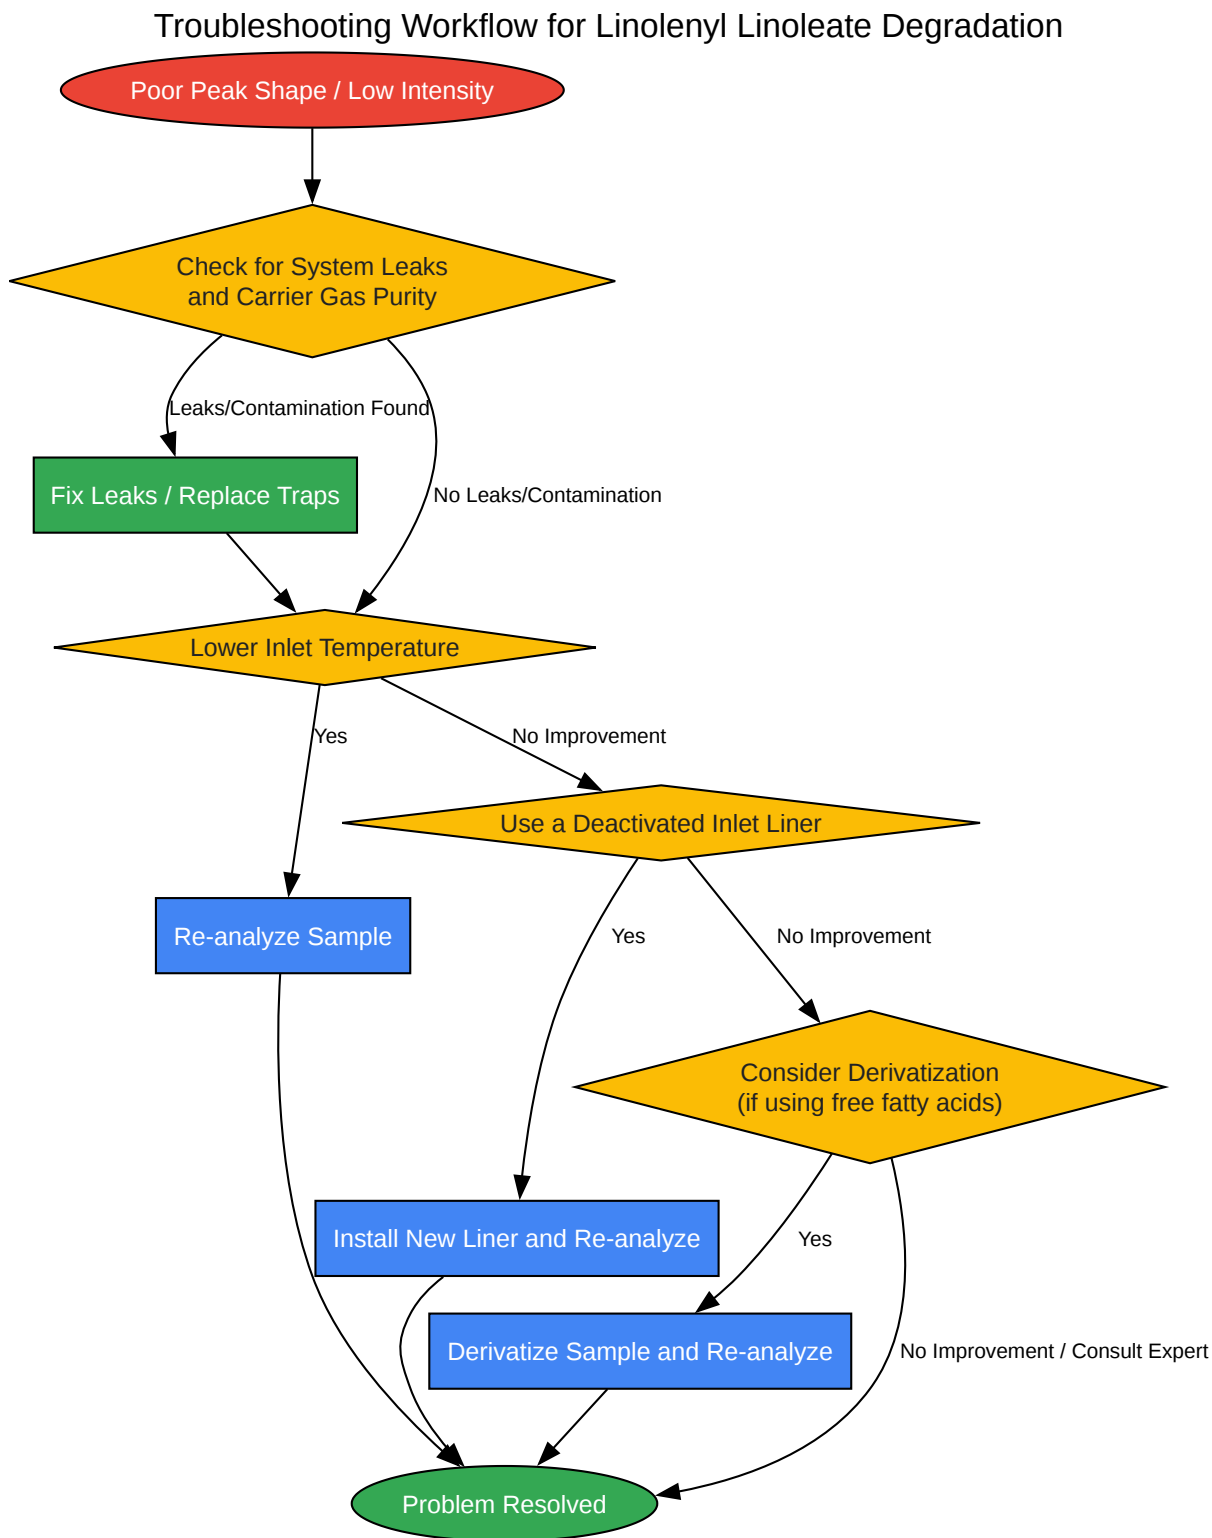 Troubleshooting Workflow for Linolenyl Linoleate Degradation
Poor Peak Shape / Low Intensity
Check for System Leaks
and Carrier Gas Purity
Leaks/Contamination Found
Fix Leaks / Replace Traps
No Leaks/Contamination
Lower Inlet Temperature
Yes
No Improvement
Use a Deactivated Inlet Liner
Re-analyze Sample
Yes
No Improvement
Consider Derivatization
(if using free fatty acids)
Install New Liner and Re-analyze
Yes
Derivatize Sample and Re-analyze
No Improvement / Consult Expert
Problem Resolved